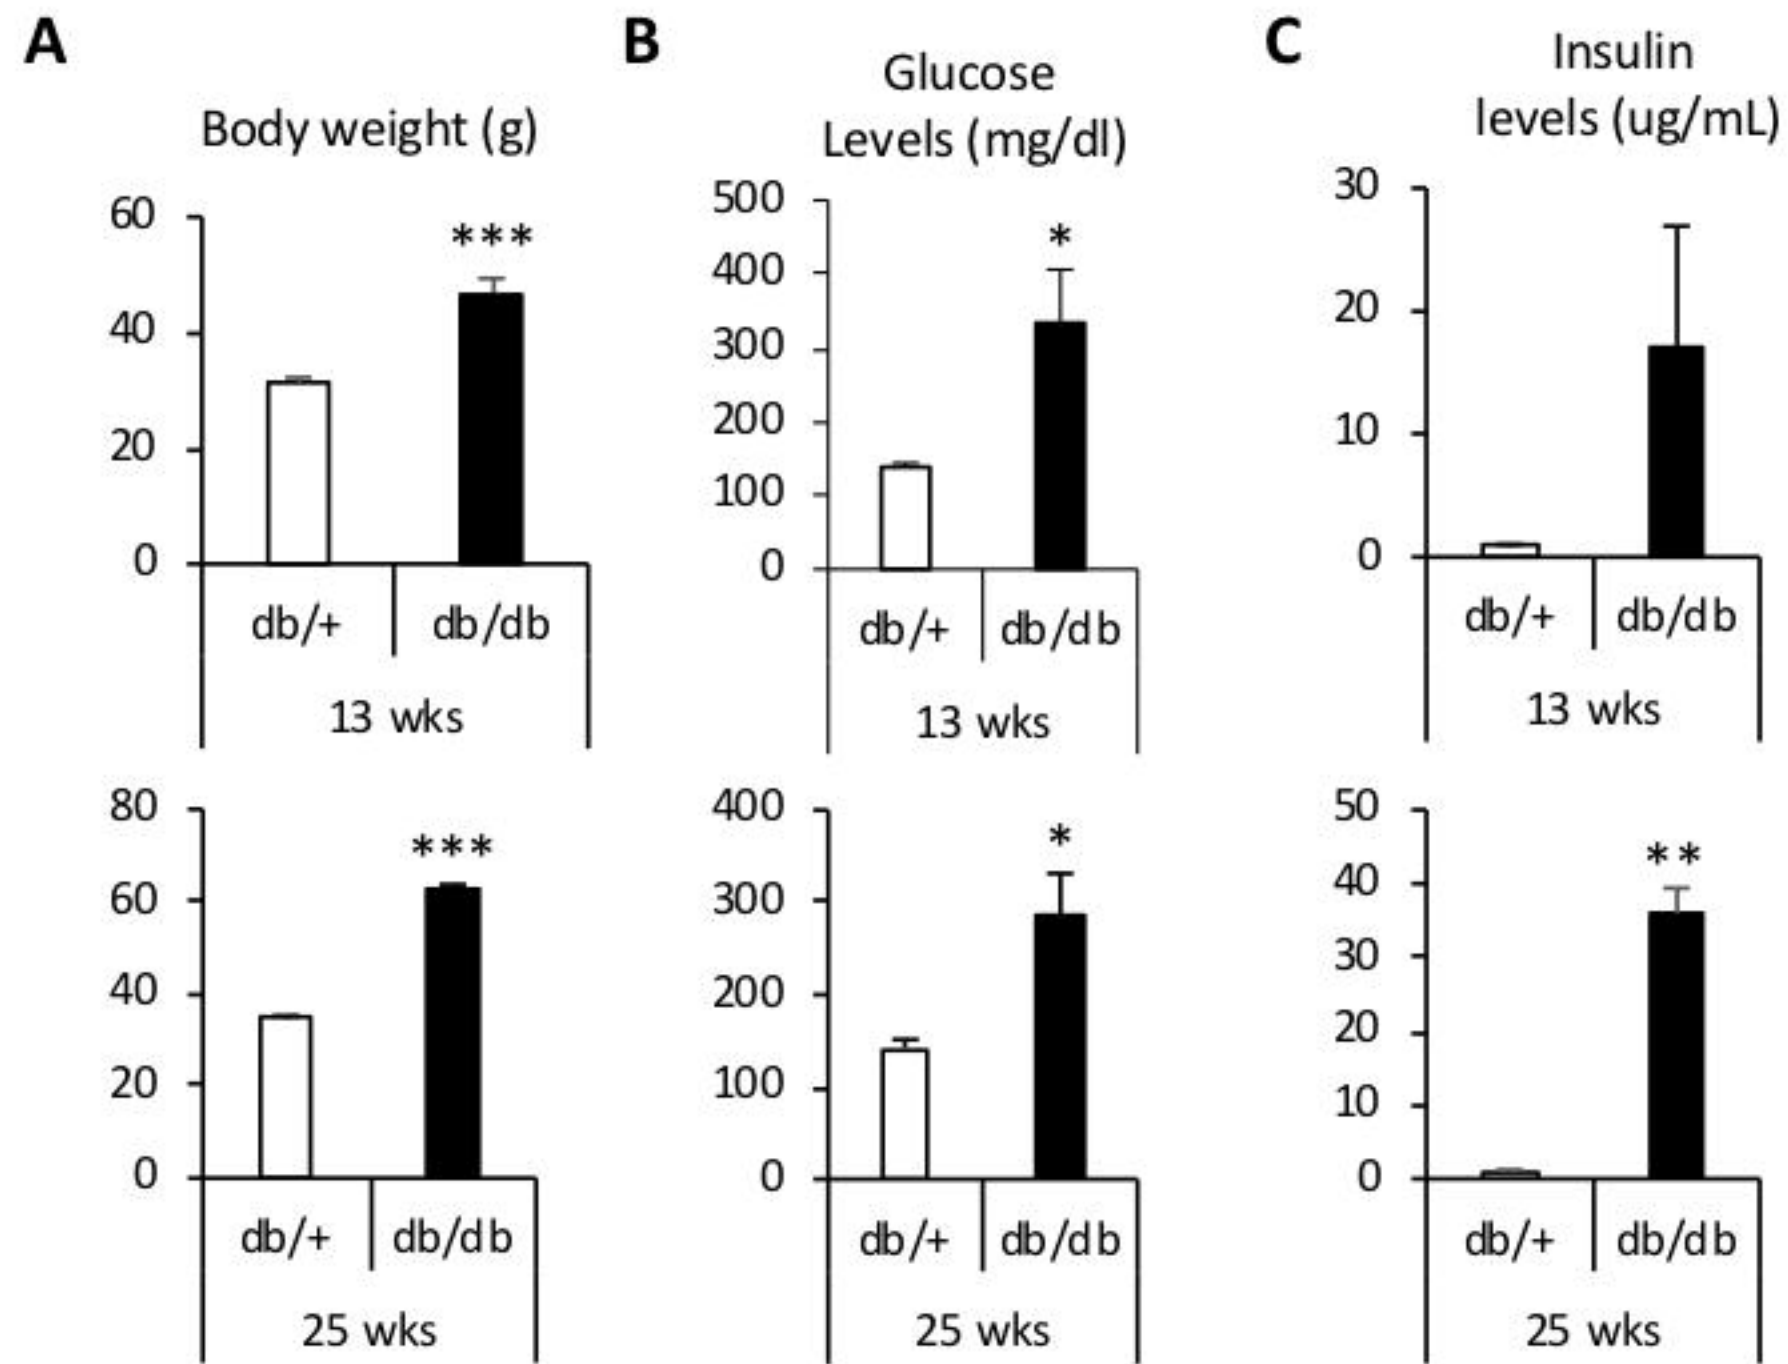 A
Body weight (g)
60
***
40
20
0
db/+ db/db
13 wks
80
***
60
40
20
0
db/+ db/db
25 wks
B
Glucose
Levels (mg/dl)
500
*
400
300
200
100
0
db/+ db/db
13 wks
400
*
300
200
100
0
db/+ db/db
25 wks
C
Insulin
levels (ug/mL)
30
20
10
0
db/+ db/db
13 wks
50
**
40
30
20
10
0
db/+ db/db
25 wks